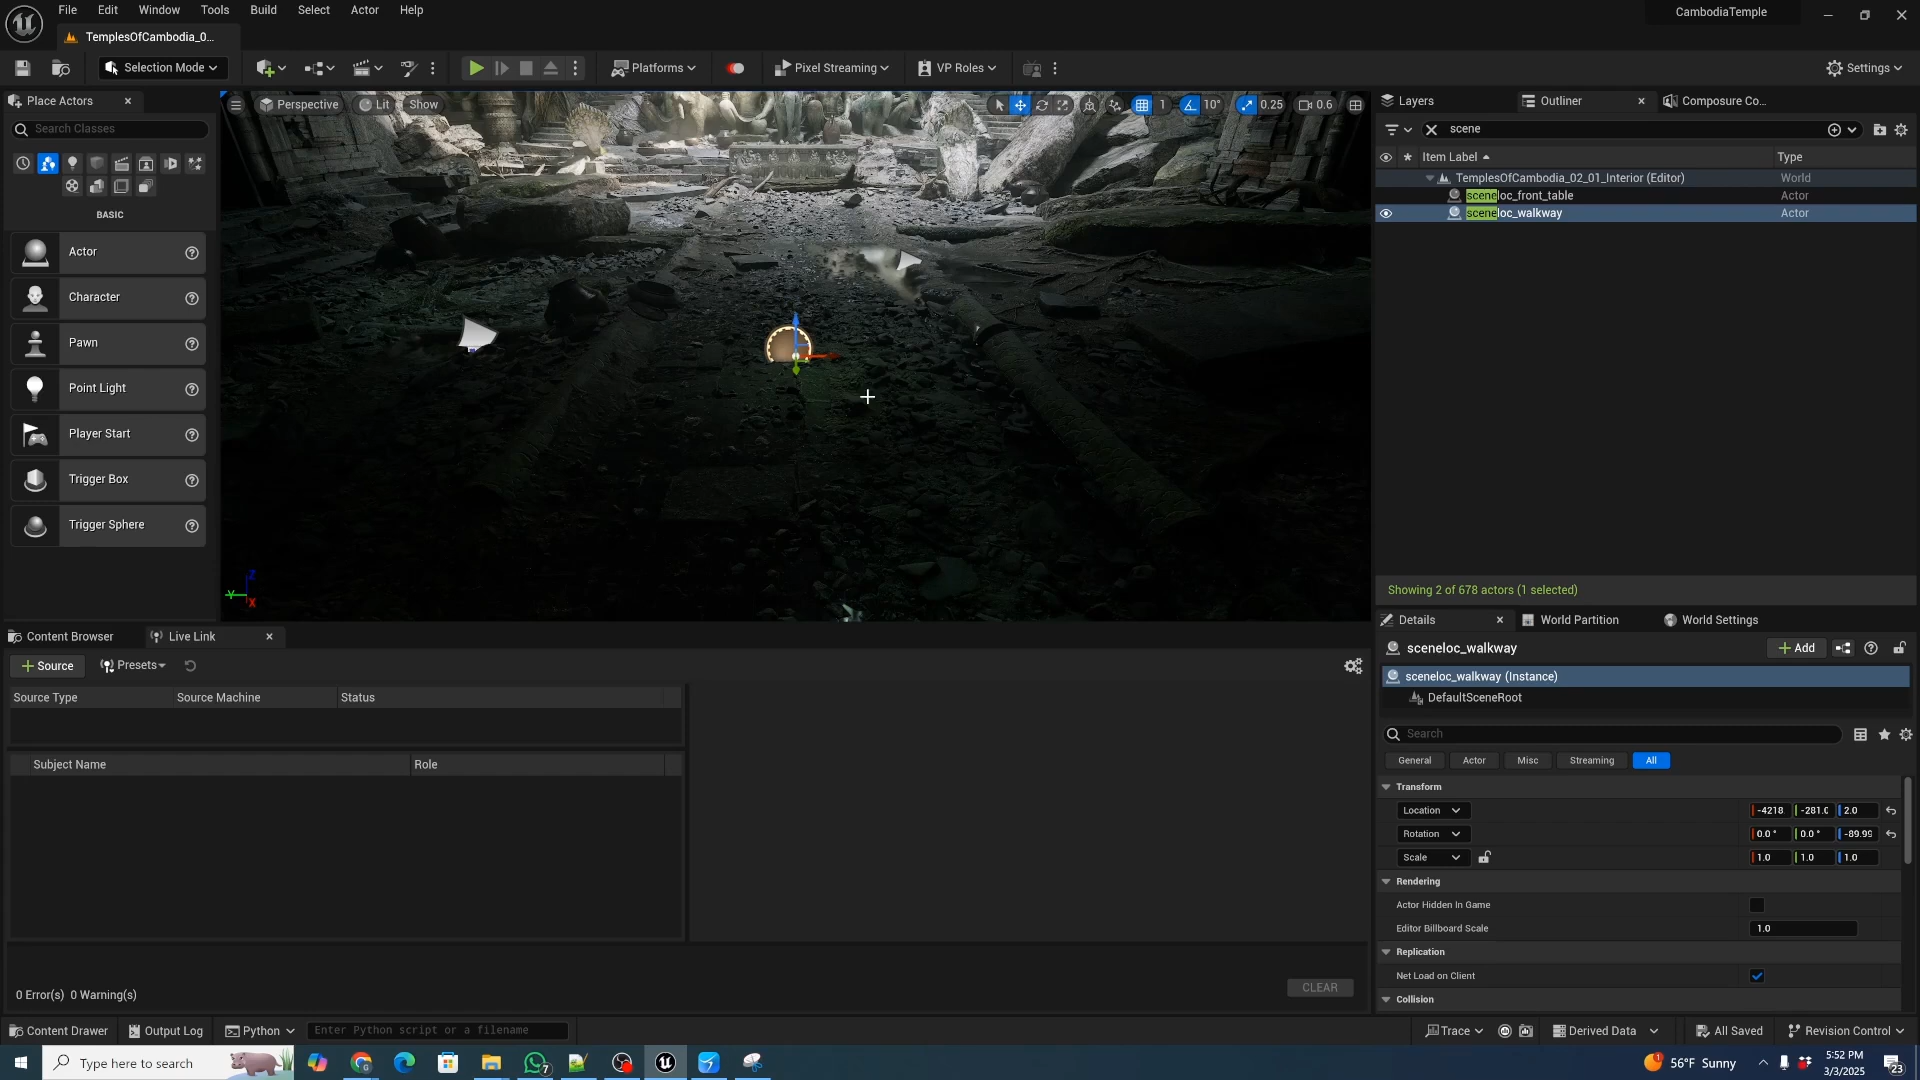 File Edit Window Tools Build Select Actor Help
CambodiaTemple
TemplesOfCambodia_0...
Selection Mode
Platforms
Pixel Streaming
VP Roles
Settings
Place Actors
Search Classes
BASIC
Actor
Character
Pawn
Point Light
Player Start
Trigger Box
Trigger Sphere
Perspective Lit Show
1 10° 0.25 0.6
Z
Y
X
Layers Outliner Composure Co...
scene
Item Label Type
TemplesOfCambodia_02_01_Interior (Editor) World
sceneloc_front_table Actor
sceneloc_walkway Actor
Showing 2 of 678 actors (1 selected)
Details World Partition World Settings
sceneloc_walkway Add
sceneloc_walkway (Instance)
DefaultSceneRoot
Search
General Actor Misc Streaming All
Transform
Location -4218 -281.0 2.0
Rotation 0.0 ° 0.0 ° -89.99
Scale 1.0 1.0 1.0
Rendering
Actor Hidden In Game
Editor Billboard Scale 1.0
Replication
Net Load on Client
Collision
Content Browser Live Link
Source Presets
Source Type Source Machine Status
Subject Name Role
0 Error(s) 0 Warning(s)
CLEAR
Content Drawer Output Log Python Enter Python script or a filename
Trace Derived Data All Saved Revision Control
Type here to search
7
1
56°F Sunny
5:52 PM
3/3/2025
23